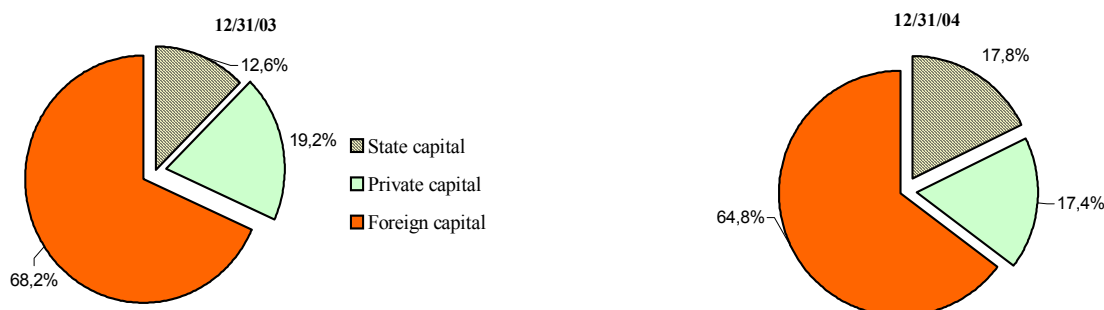 12/31/03
12,6%
19,2%
68,2%
State capital
Private capital
Foreign capital
12/31/04
17,8%
17,4%
64,8%